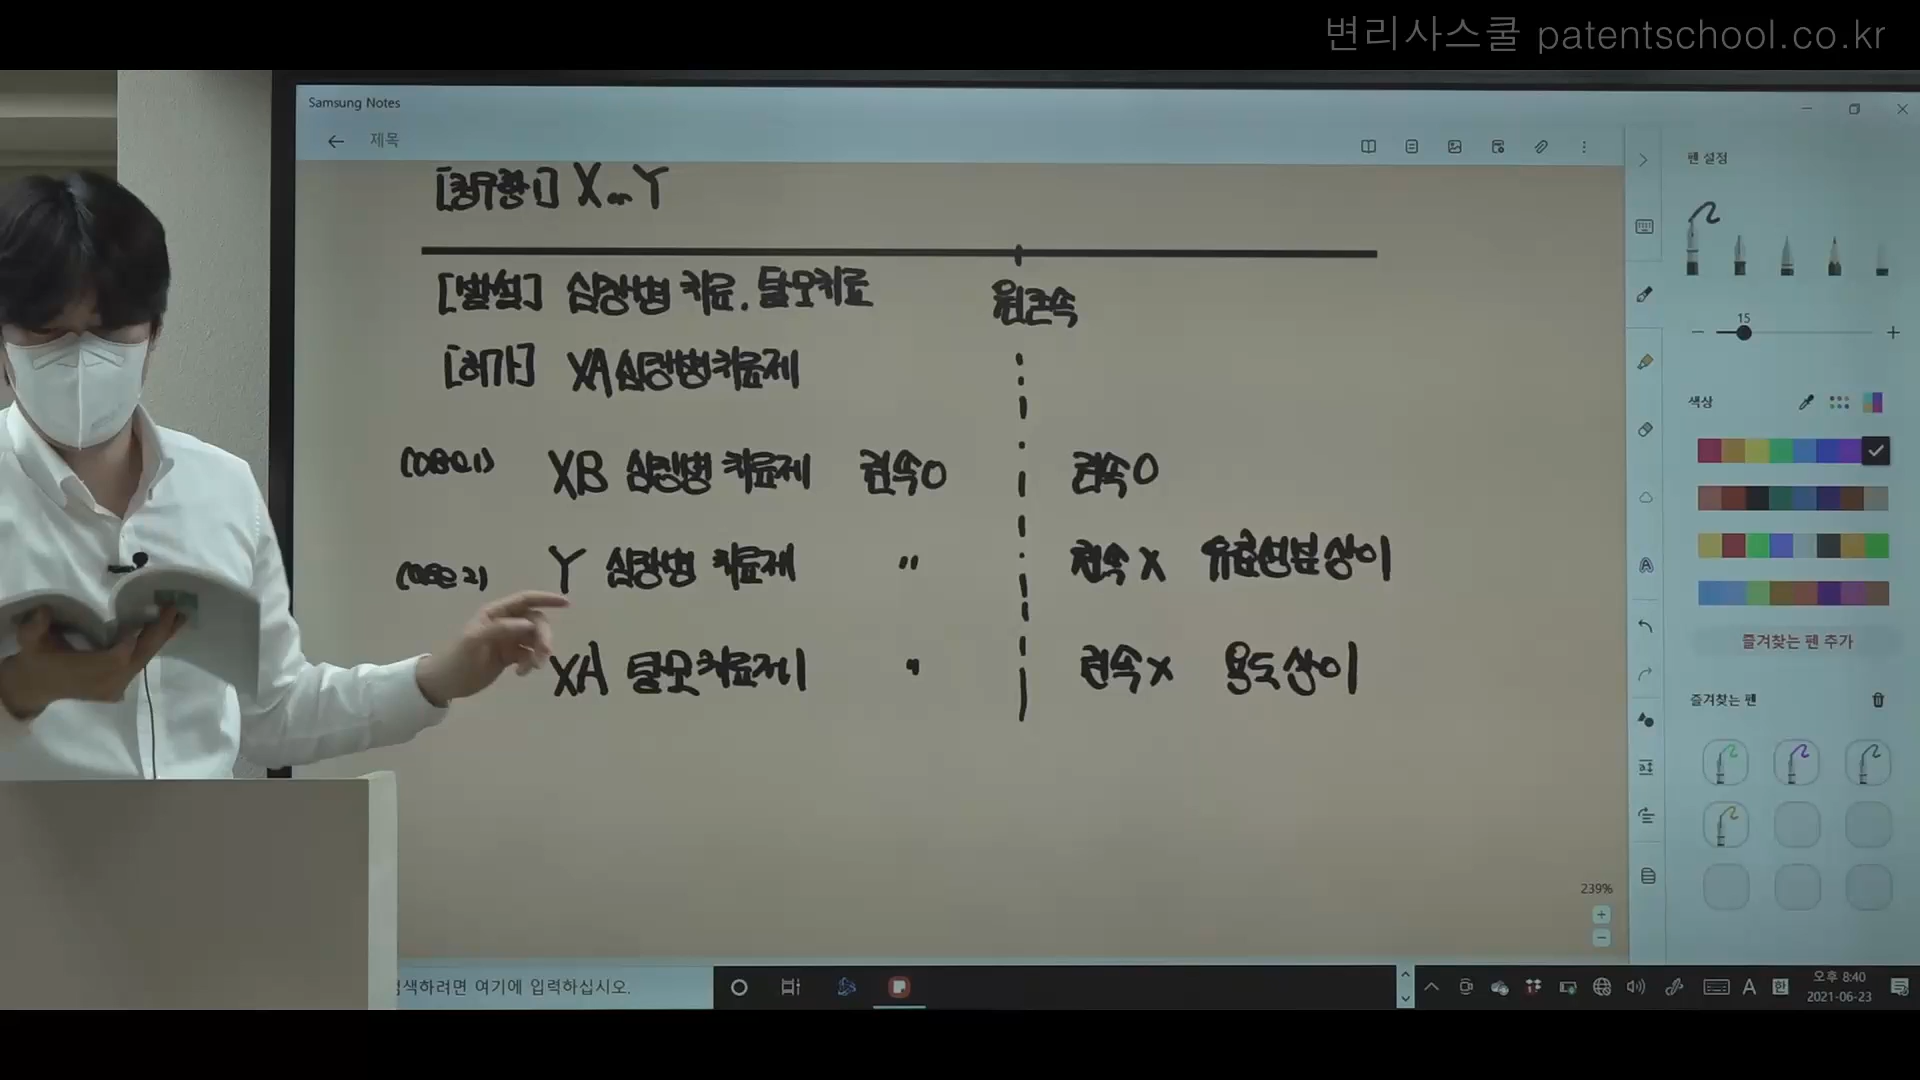 변리사스쿨 patentschool.co.kr
Samsung Notes
제목
[청구항1] X or Y
[발설] 심장병 치료. 탈모치료
원존속
[허가] XA 심장병치료제
(case1) XB 심장병 치료제 권속O 권속O
(case 2) Y 심장병 치료제 〃 권속X 유효성분 상이
XA 탈모치료제 〃 권속X 용도상이
펜 설정
15
색상
즐겨찾는 펜 추가
즐겨찾는 펜
239%
검색하려면 여기에 입력하십시오.
A 한
오후 8:40
2021-06-23